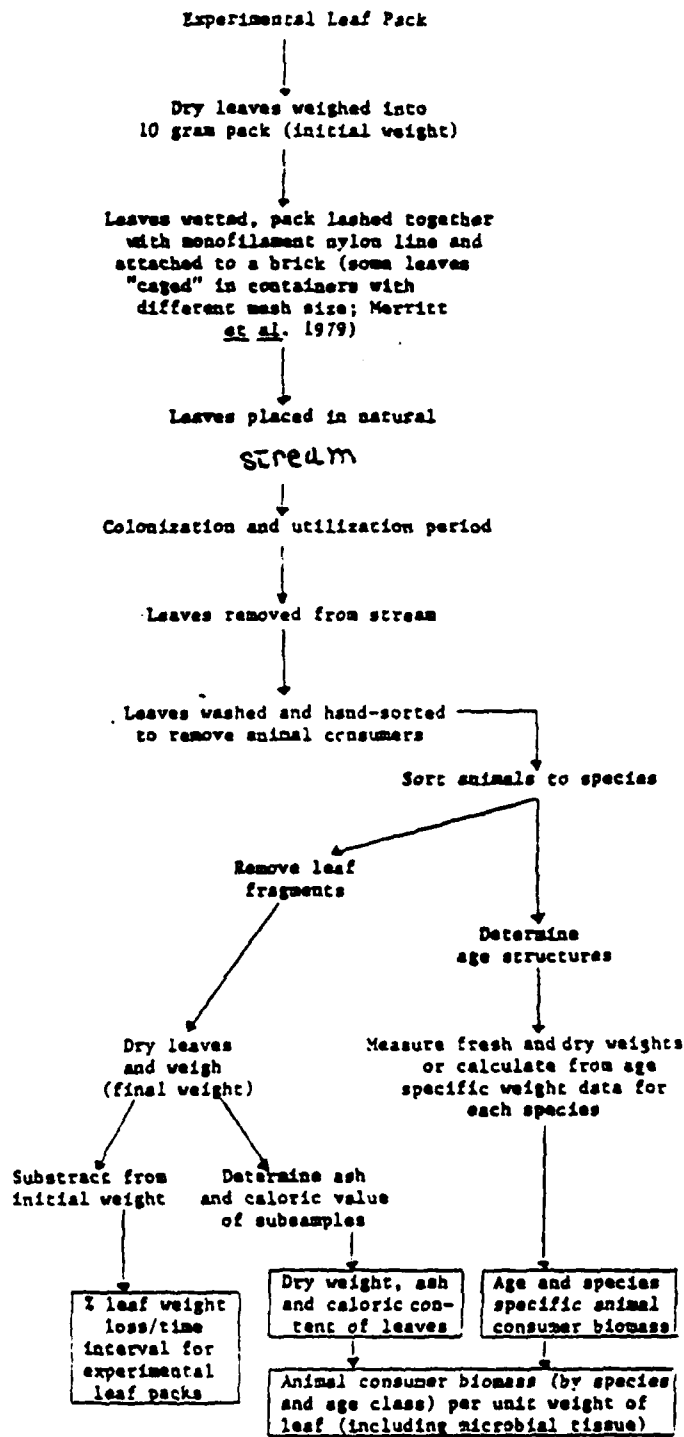 Experimental Leaf Pack
Dry leaves weighed into
10 gram pack (initial weight)
Leaves wetted, pack lashed together
with monofilament nylon line and
attached to a brick (some leaves
"caged" in containers with
different mesh size; Merritt
et al. 1979)
Leaves placed in natural
stream
Colonization and utilization period
Leaves removed from stream
Leaves washed and hand-sorted
to remove animal consumers
Sort animals to species
Remove leaf
fragments
Determine
age structures
Dry leaves
and weigh
(final weight)
Measure fresh and dry weights
or calculate from age
specific weight data for
each species
Substract from
initial weight
Determine ash
and caloric value
of subsamples
% leaf weight
loss/time
interval for
experimental
leaf packs
Dry weight, ash
and caloric con-
tent of leaves
Age and species
specific animal
consumer biomass
Animal consumer biomass (by species
and age class) per unit weight of
leaf (including microbial tissue)